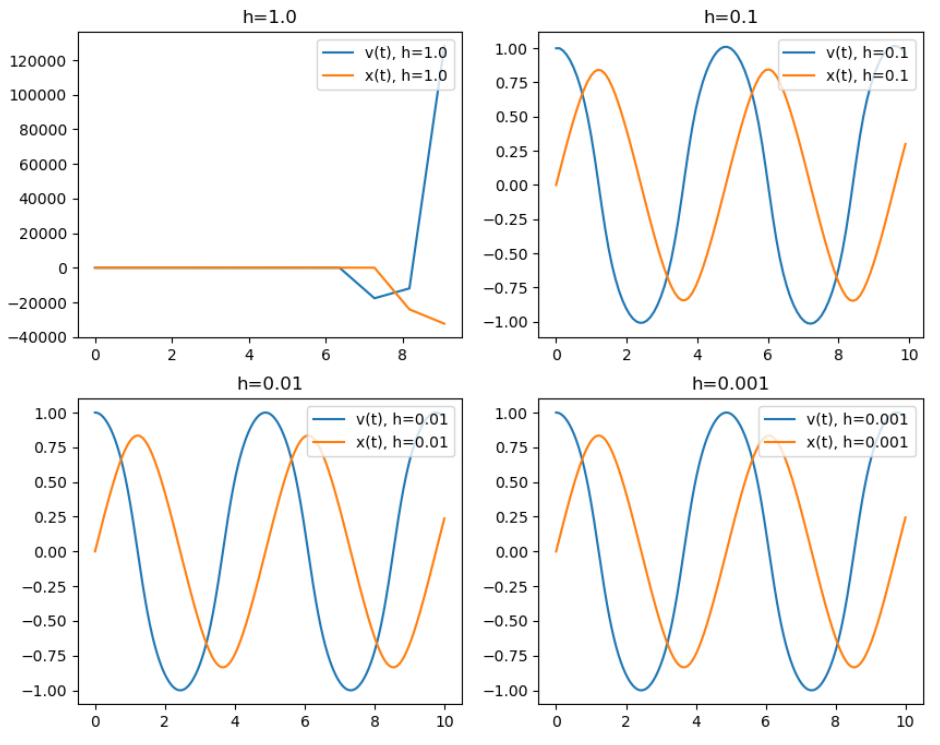 h=1.0
v(t), h=1.0
x(t), h=1.0
120000
100000
80000
60000
40000
20000
0
−20000
−40000
0 2 4 6 8
h=0.1
v(t), h=0.1
x(t), h=0.1
1.00
0.75
0.50
0.25
0.00
−0.25
−0.50
−0.75
−1.00
0 2 4 6 8 10
h=0.01
v(t), h=0.01
x(t), h=0.01
1.00
0.75
0.50
0.25
0.00
−0.25
−0.50
−0.75
−1.00
0 2 4 6 8 10
h=0.001
v(t), h=0.001
x(t), h=0.001
1.00
0.75
0.50
0.25
0.00
−0.25
−0.50
−0.75
−1.00
0 2 4 6 8 10